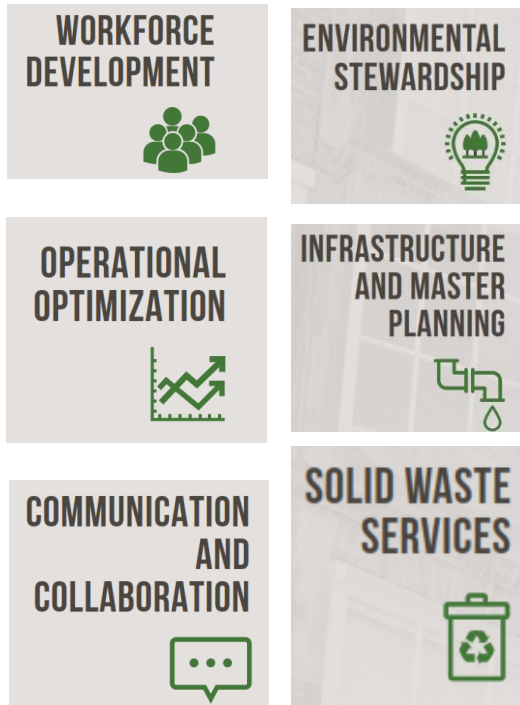 WORKFORCE
DEVELOPMENT
ENVIRONMENTAL
STEWARDSHIP
OPERATIONAL
OPTIMIZATION
INFRASTRUCTURE
AND MASTER
PLANNING
COMMUNICATION
AND
COLLABORATION
SOLID WASTE
SERVICES